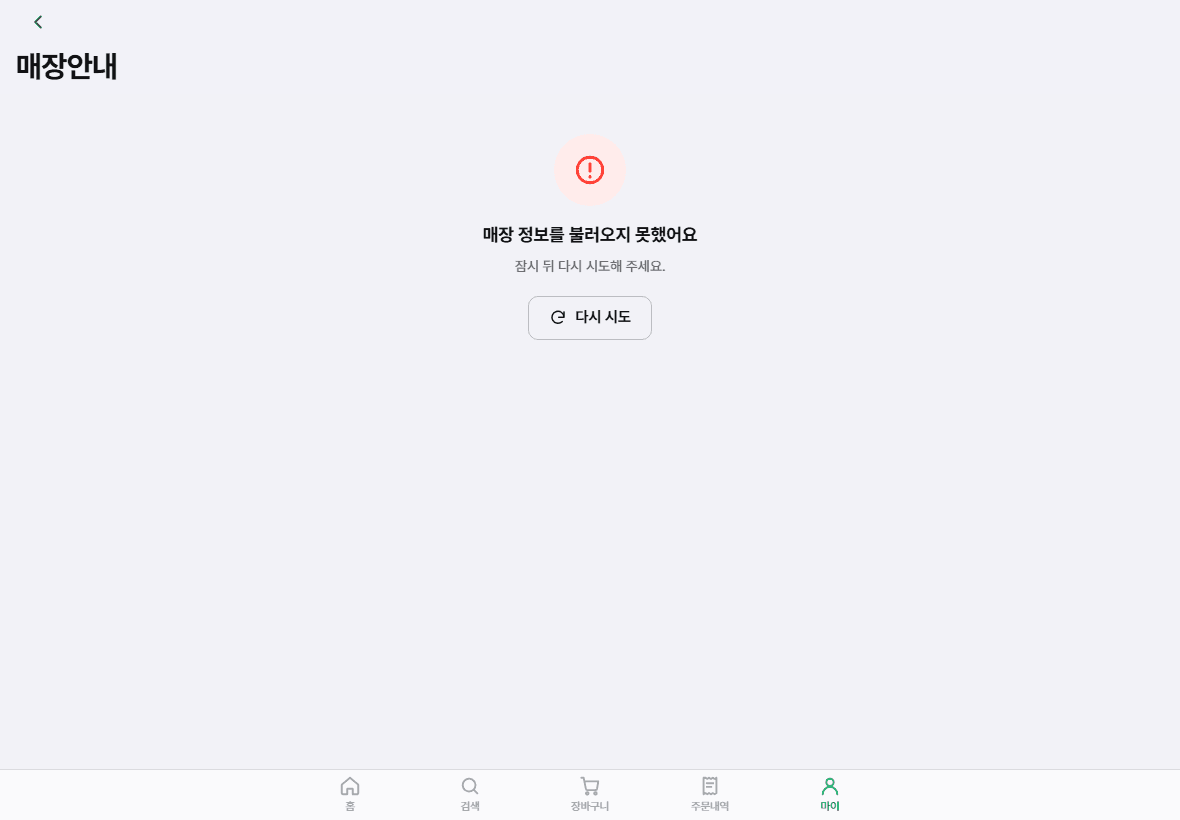 매장안내
매장 정보를 불러오지 못했어요
잠시 뒤 다시 시도해 주세요.
다시 시도
홈
검색
장바구니
주문내역
마이